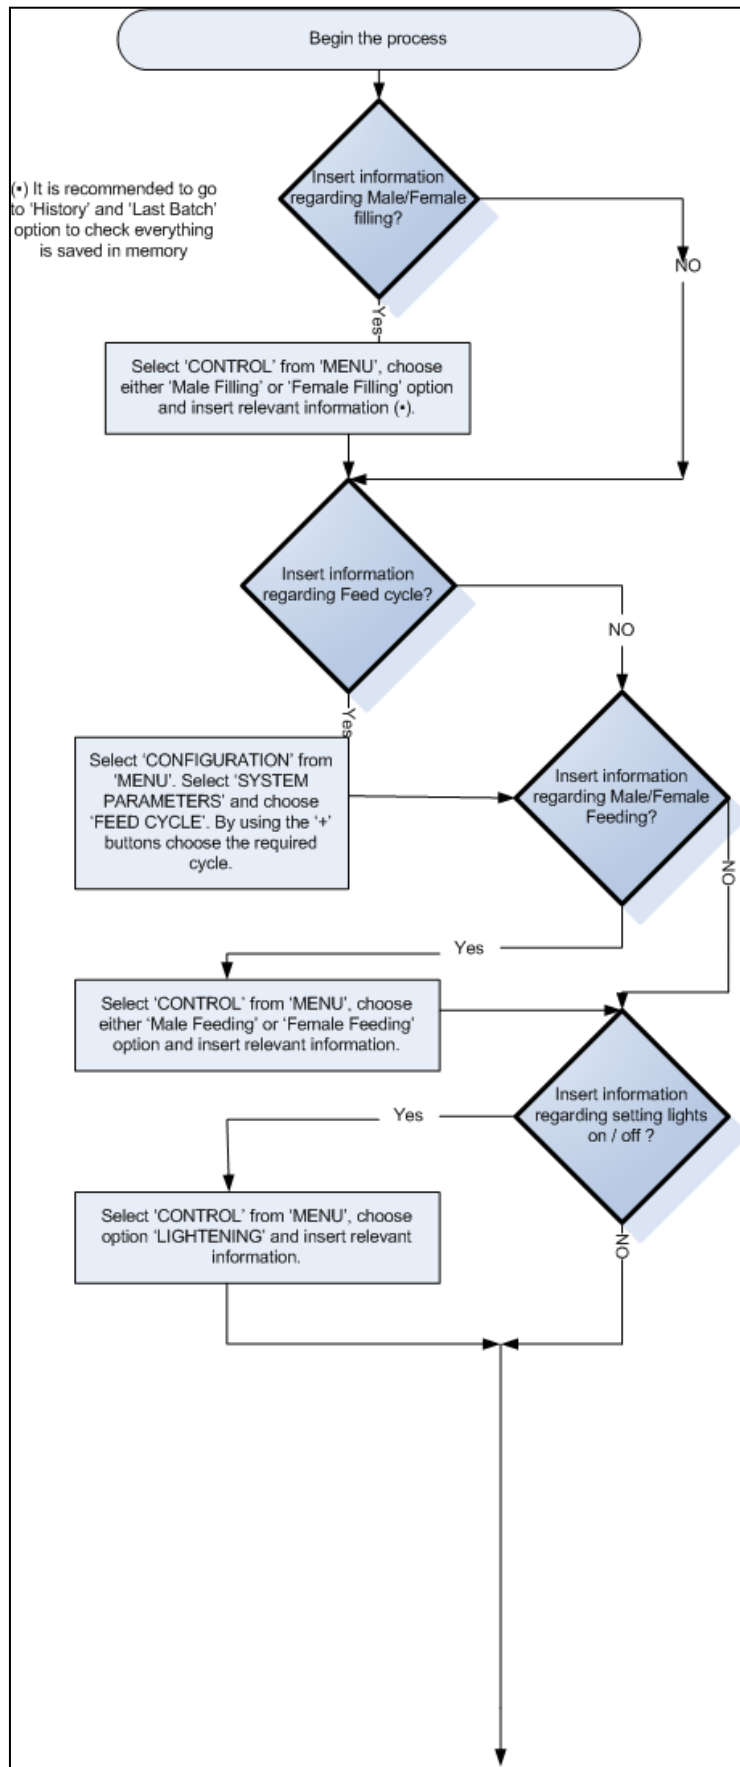 Begin the process
Insert information
regarding Male/Female
filling?
(•) It is recommended to go
to 'History' and 'Last Batch'
option to check everything
is saved in memory
NO
Yes
Select 'CONTROL' from 'MENU', choose
either 'Male Filling' or 'Female Filling' option
and insert relevant information (•).
Insert information
regarding Feed cycle?
NO
Yes
Select 'CONFIGURATION' from
'MENU'. Select 'SYSTEM
PARAMETERS' and choose
'FEED CYCLE'. By using the '+'
buttons choose the required
cycle.
Insert information
regarding Male/Female
Feeding?
NO
Yes
Select 'CONTROL' from 'MENU', choose
either 'Male Feeding' or 'Female Feeding'
option and insert relevant information.
Insert information
regarding setting lights
on / off ?
Yes
Select 'CONTROL' from 'MENU', choose
option 'LIGHTENING' and insert relevant
information.
NO